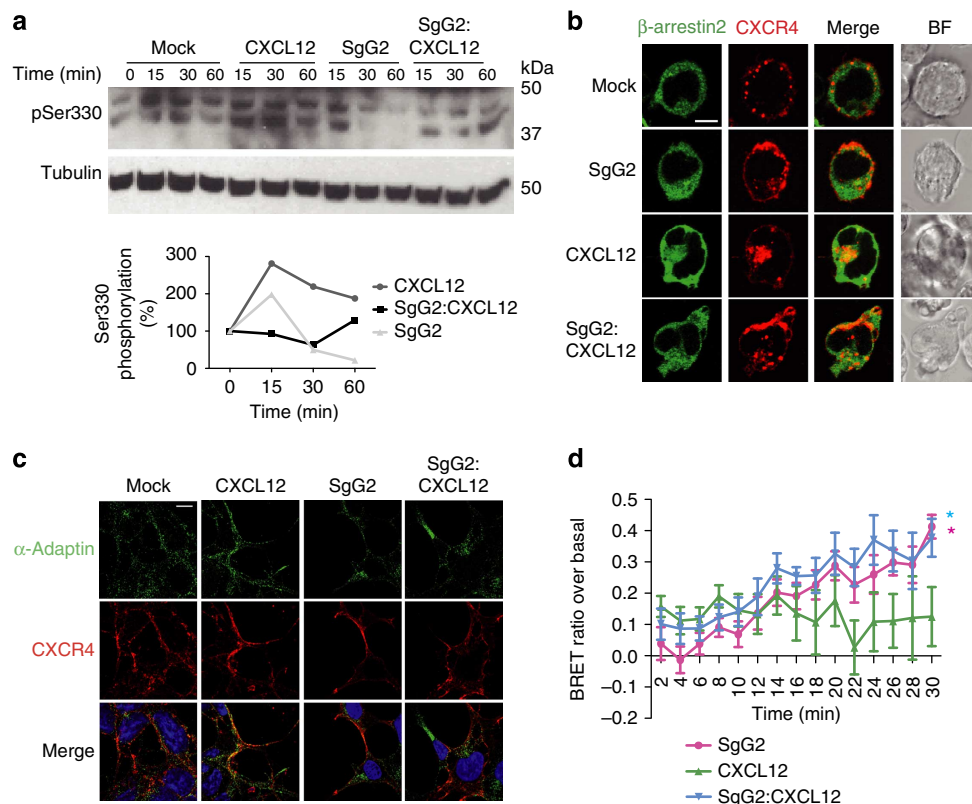 a
Mock CXCL12 SgG2 SgG2:
CXCL12
Time (min) 0 15 30 60 15 30 60 15 30 60 15 30 60 kDa
50
pSer330
37
Tubulin
50
Ser330
phosphorylation
(%)
300
200
100
0
0 15 30 60
Time (min)
CXCL12
SgG2:CXCL12
SgG2
b
β-arrestin2 CXCR4 Merge BF
Mock
SgG2
CXCL12
SgG2:
CXCL12
c
Mock CXCL12 SgG2 SgG2:
CXCL12
α-Adaptin
CXCR4
Merge
d
BRET ratio over basal
0.5
0.4
0.3
0.2
0.1
0.0
–0.1
–0.2
2 4 6 8 10 12 14 16 18 20 22 24 26 28 30
Time (min)
*
*
SgG2
CXCL12
SgG2:CXCL12